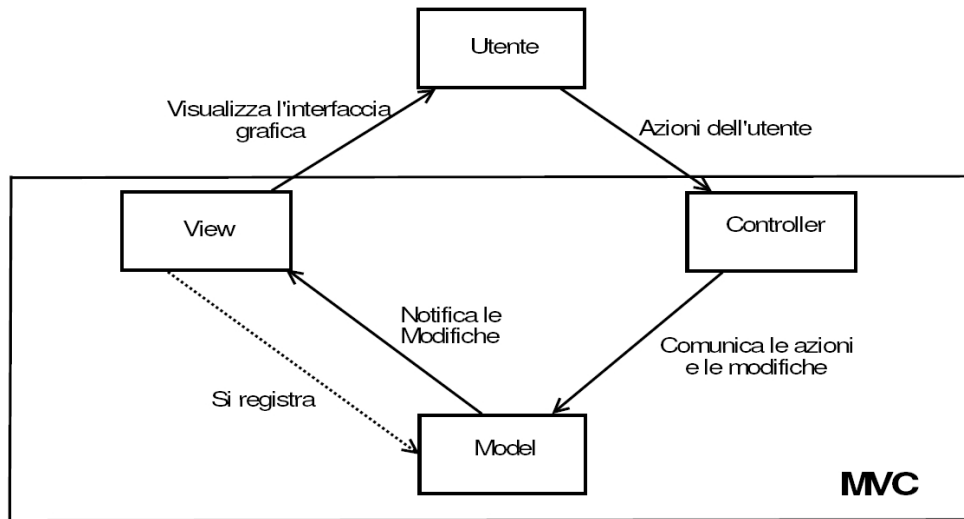 Utente
Visualizza l'interfaccia
grafica
Azioni dell'utente
View
Controller
Notifica le
Modifiche
Comunica le azioni
e le modifiche
Si registra
Model
MVC